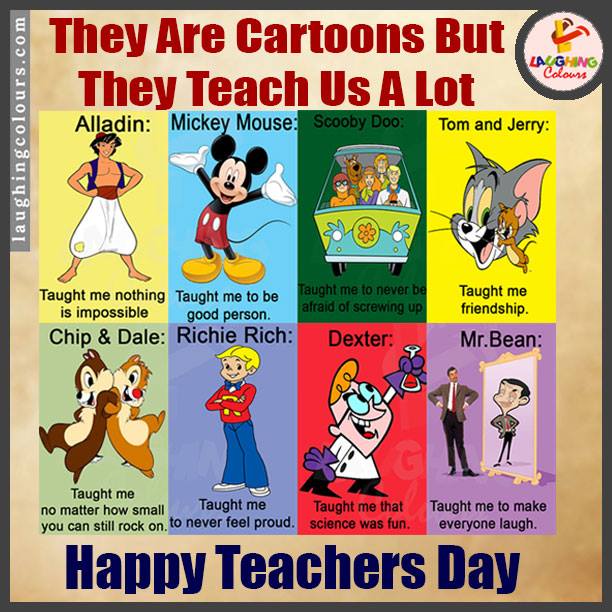 They Are Cartoons But
They Teach Us A Lot
LAUGHING
Colours
laughingcolours.com
Alladin:
Taught me nothing
is impossible
Mickey Mouse:
Taught me to be
good person.
Scooby Doo:
Taught me to never be
afraid of screwing up
Tom and Jerry:
Taught me
friendship.
Chip & Dale:
Taught me
no matter how small
you can still rock on.
Richie Rich:
Taught me
to never feel proud.
Dexter:
Taught me that
science was fun.
Mr.Bean:
Taught me to make
everyone laugh.
Happy Teachers Day